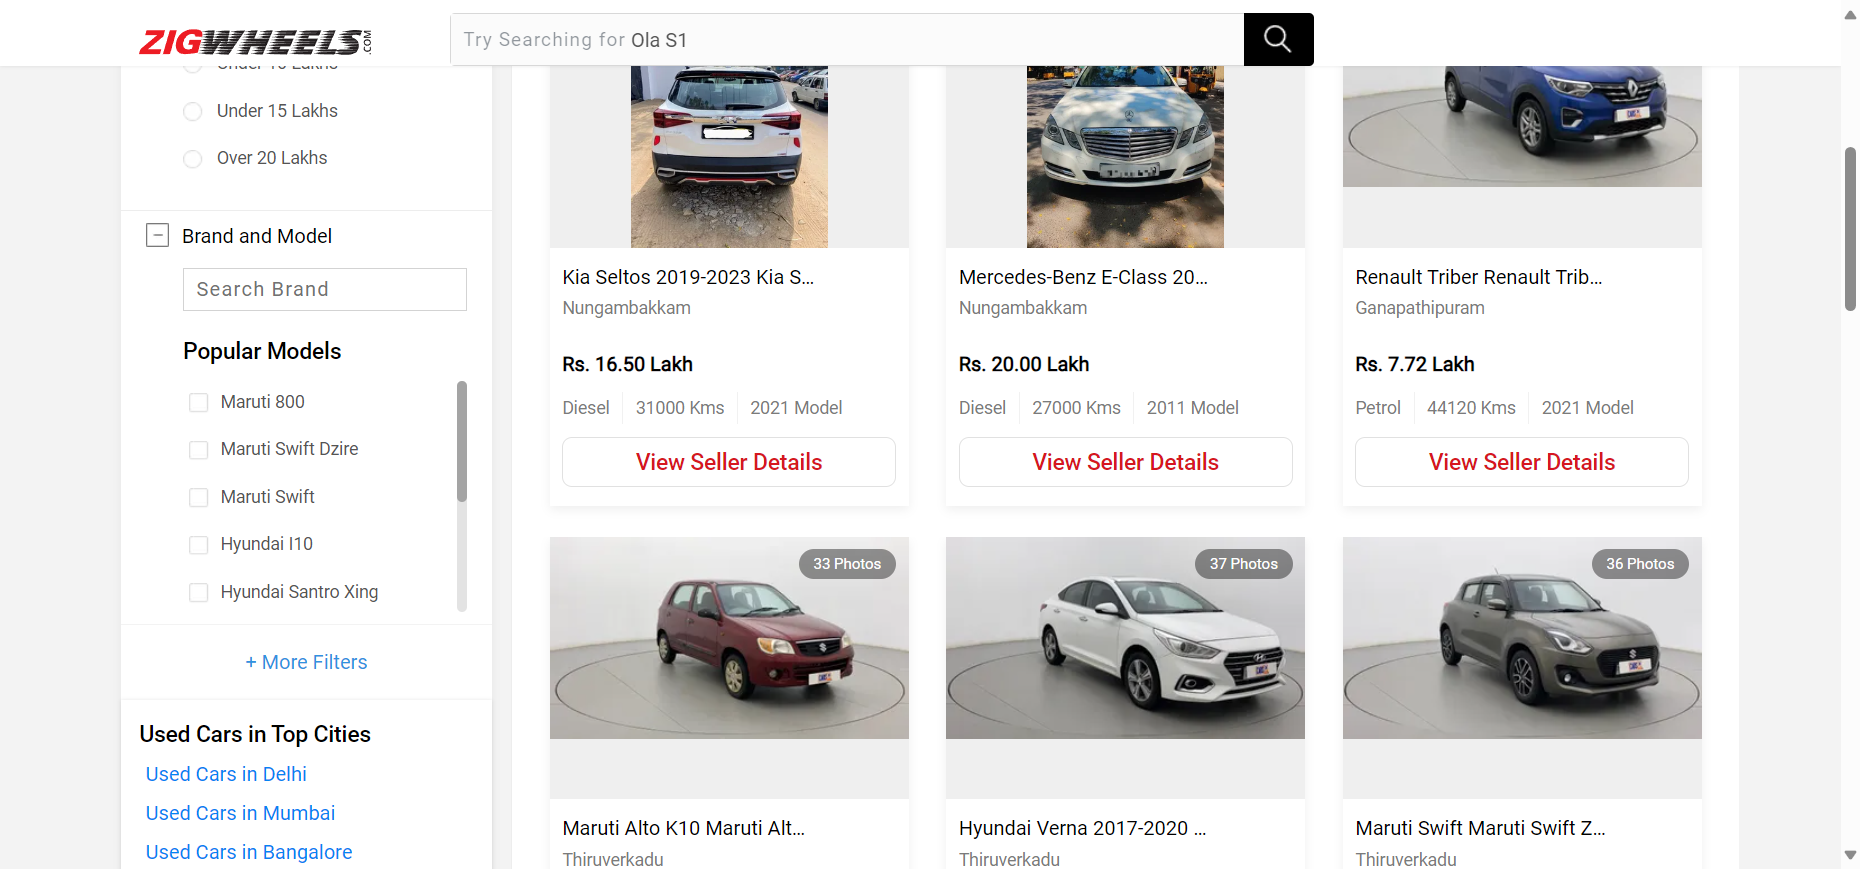 ZIGWHEELS.COM
Try Searching for Ola S1
Under 15 Lakhs
Over 20 Lakhs
Brand and Model
Search Brand
Popular Models
Maruti 800
Maruti Swift Dzire
Maruti Swift
Hyundai I10
Hyundai Santro Xing
+ More Filters
Used Cars in Top Cities
Used Cars in Delhi
Used Cars in Mumbai
Used Cars in Bangalore
Kia Seltos 2019-2023 Kia S...
Nungambakkam
Rs. 16.50 Lakh
Diesel 31000 Kms 2021 Model
View Seller Details
Mercedes-Benz E-Class 20...
Nungambakkam
Rs. 20.00 Lakh
Diesel 27000 Kms 2011 Model
View Seller Details
Renault Triber Renault Trib...
Ganapathipuram
Rs. 7.72 Lakh
Petrol 44120 Kms 2021 Model
View Seller Details
33 Photos
Maruti Alto K10 Maruti Alt...
Thiruverkadu
37 Photos
Hyundai Verna 2017-2020 ...
Thiruverkadu
36 Photos
Maruti Swift Maruti Swift Z...
Thiruverkadu